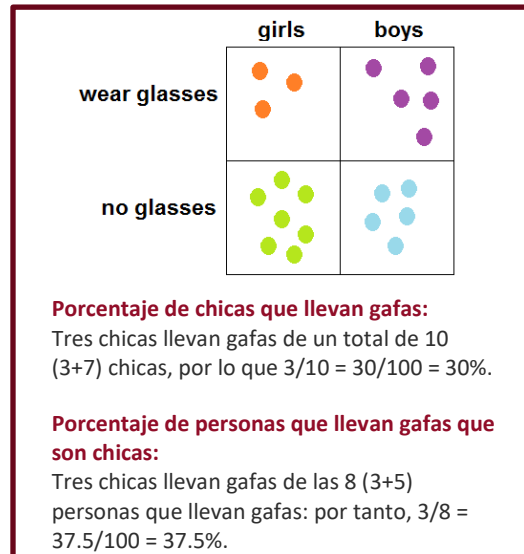 girls boys
wear glasses
no glasses
Porcentaje de chicas que llevan gafas:
Tres chicas llevan gafas de un total de 10
(3+7) chicas, por lo que 3/10 = 30/100 = 30%.
Porcentaje de personas que llevan gafas que
son chicas:
Tres chicas llevan gafas de las 8 (3+5)
personas que llevan gafas: por tanto, 3/8 =
37.5/100 = 37.5%.